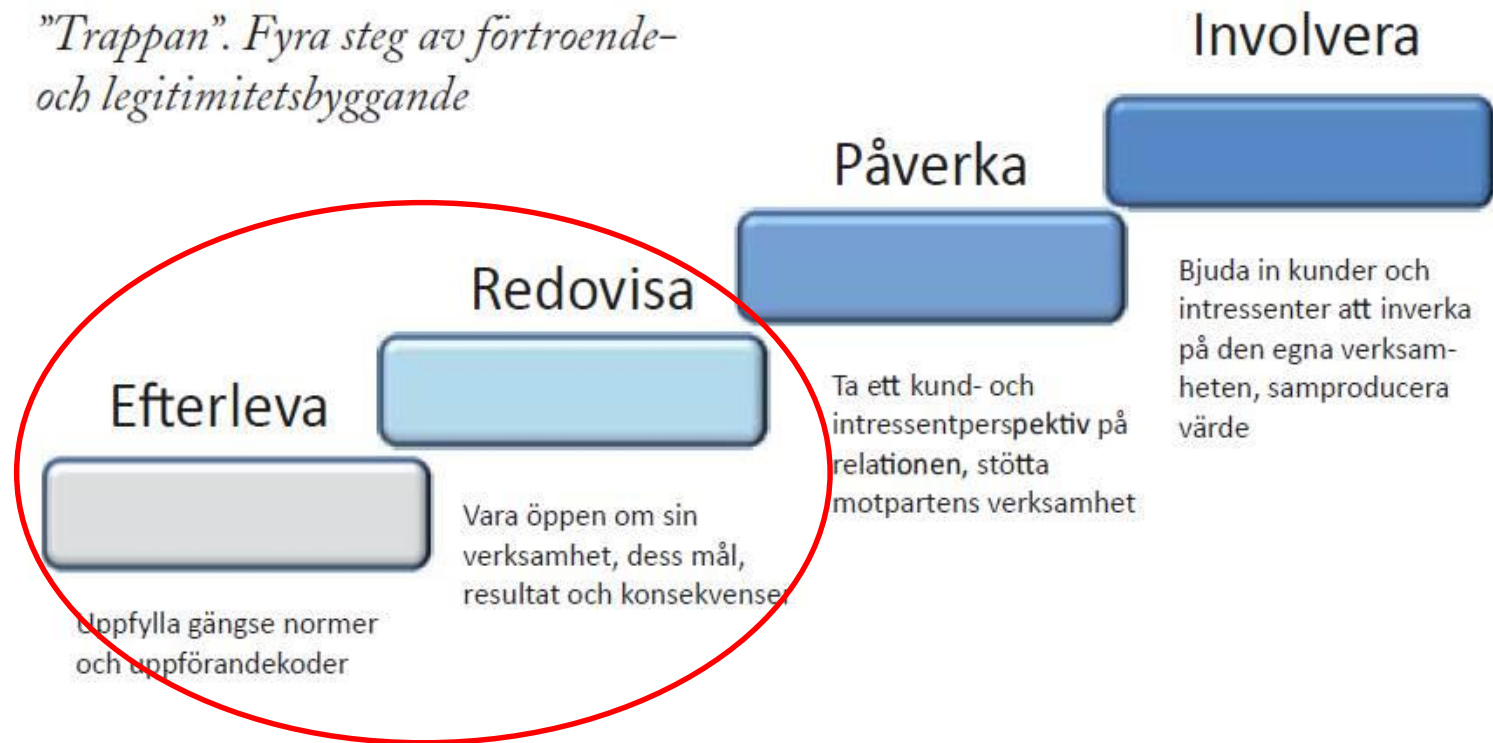 ”Trappan”. Fyra steg av förtroende-
och legitimitetsbyggande
Involvera
Påverka
Redovisa
Efterleva
Bjuda in kunder och
intressenter att inverka
på den egna verksam-
heten, samproducera
värde
Ta ett kund- och
intressentperspektiv på
relationen, stötta
motpartens verksamhet
Vara öppen om sin
verksamhet, dess mål,
resultat och konsekvenser
Uppfylla gängse normer
och uppförandekoder